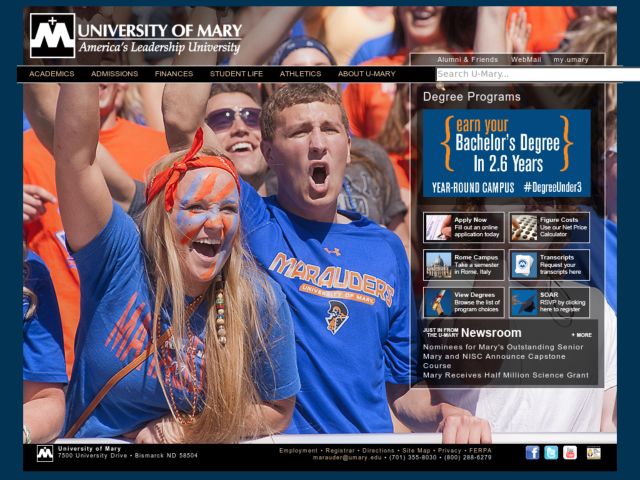 UNIVERSITY OF MARY
America's Leadership University
Alumni & Friends WebMail my.umary
ACADEMICS ADMISSIONS FINANCES STUDENT LIFE ATHLETICS ABOUT U-MARY
Search U-Mary...
Degree Programs
earn your
Bachelor's Degree
In 2.6 Years
YEAR-ROUND CAMPUS #DegreeUnder3
Apply Now
Fill out an online
application today
Figure Costs
Use our Net Price
Calculator
Rome Campus
Take a semester
in Rome, Italy
Transcripts
Request your
transcripts here
View Degrees
Browse the list of
program choices
SOAR
RSVP by clicking
here to register
JUST IN FROM
THE U-MARY
Newsroom
+ MORE
Nominees for Mary's Outstanding Senior
Mary and NISC Announce Capstone
Course
Mary Receives Half Million Science Grant
MARAUDERS
UNIVERSITY OF MARY
University of Mary
7500 University Drive • Bismarck ND 58504
Employment • Registrar • Directions • Site Map • Privacy • FERPA
marauder@umary.edu • (701) 355-8030 • (800) 288-6279